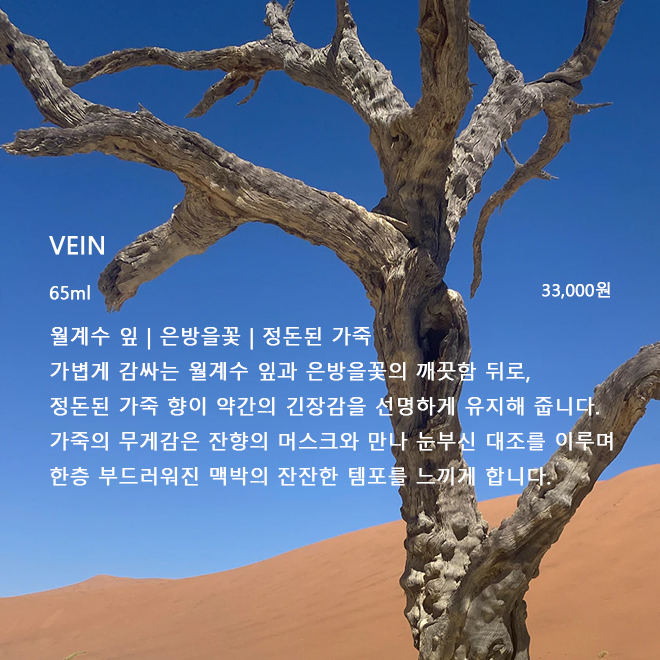 VEIN
65ml
33,000원
월계수 잎 | 은방울꽃 | 정돈된 가죽
가볍게 감싸는 월계수 잎과 은방울꽃의 깨끗함 뒤로,
정돈된 가죽 향이 약간의 긴장감을 선명하게 유지해 줍니다.
가죽의 무게감은 잔향의 머스크와 만나 눈부신 대조를 이루며
한층 부드러워진 맥박의 잔잔한 템포를 느끼게 합니다.